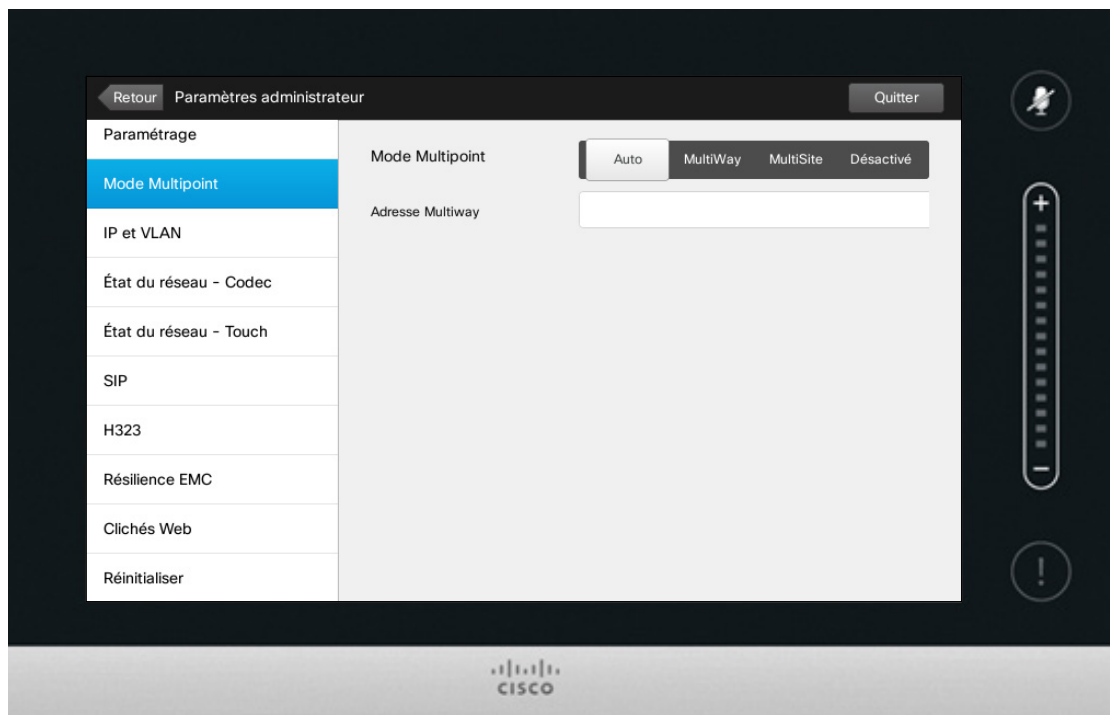 Retour Paramètres administrateur Quitter
Paramétrage
Mode Multipoint
IP et VLAN
État du réseau - Codec
État du réseau - Touch
SIP
H323
Résilience EMC
Clichés Web
Réinitialiser
Mode Multipoint Auto MultiWay MultiSite Désactivé
Adresse Multiway
+
-
!
CISCO